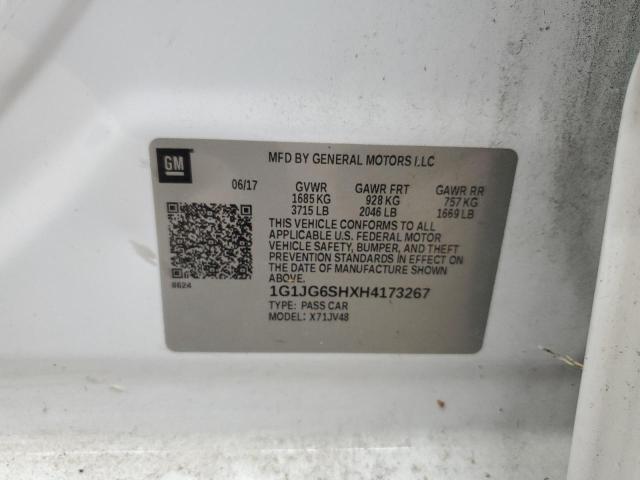 GM
MFD BY GENERAL MOTORS LLC
06/17 GVWR GAWR FRT GAWR RR
1685 KG 928 KG 757 KG
3715 LB 2046 LB 1669 LB
THIS VEHICLE CONFORMS TO ALL
APPLICABLE U.S. FEDERAL MOTOR
VEHICLE SAFETY, BUMPER, AND THEFT
PREVENTION STANDARDS IN EFFECT
ON THE DATE OF MANUFACTURE SHOWN
ABOVE.
1G1JG6SHXH4173267
TYPE: PASS CAR
MODEL: X71JV48
8624